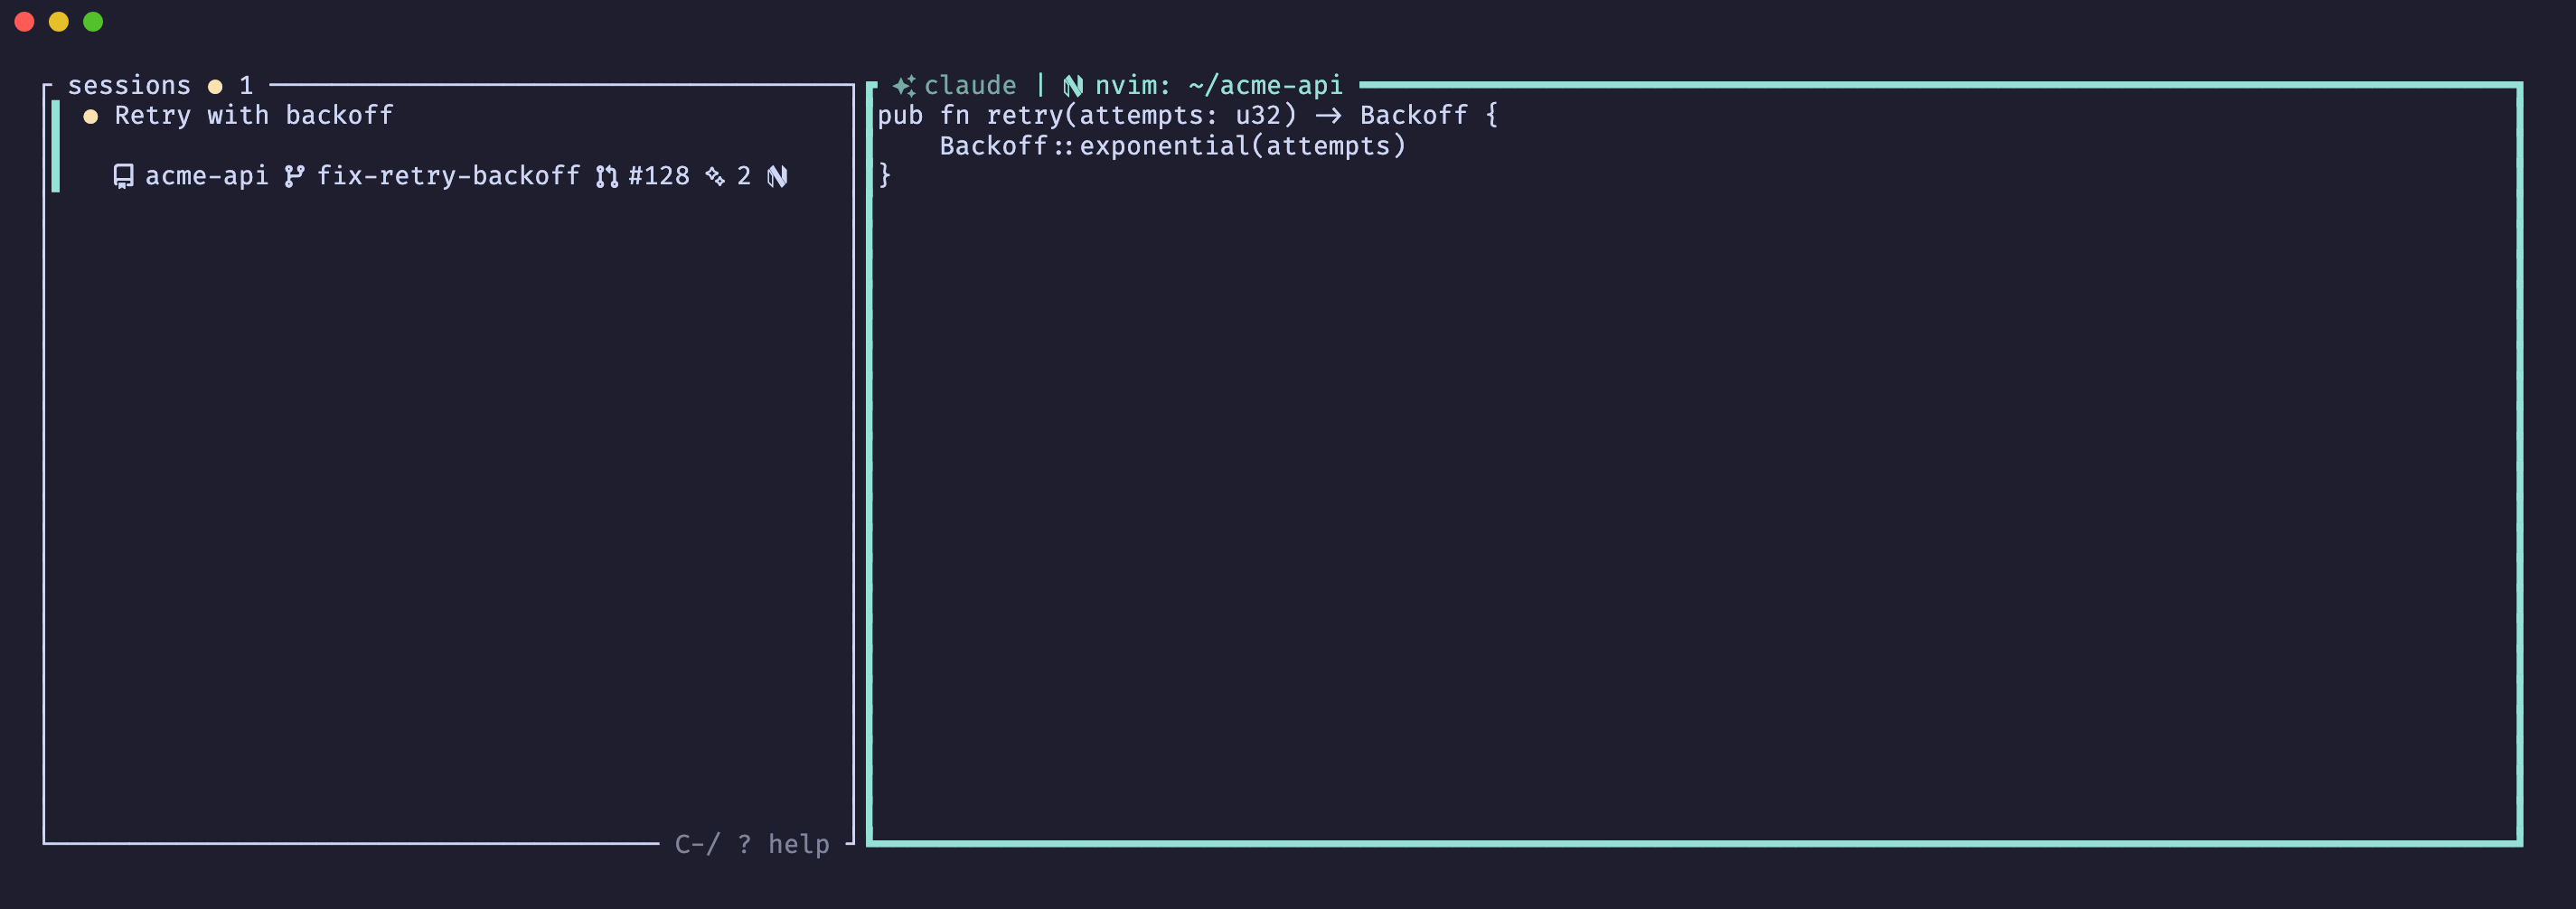 sessions ● 1
● Retry with backoff
acme-api fix-retry-backoff #128 2
C-/ ? help
claude | nvim: ~/acme-api
pub fn retry(attempts: u32) -> Backoff {
    Backoff::exponential(attempts)
}